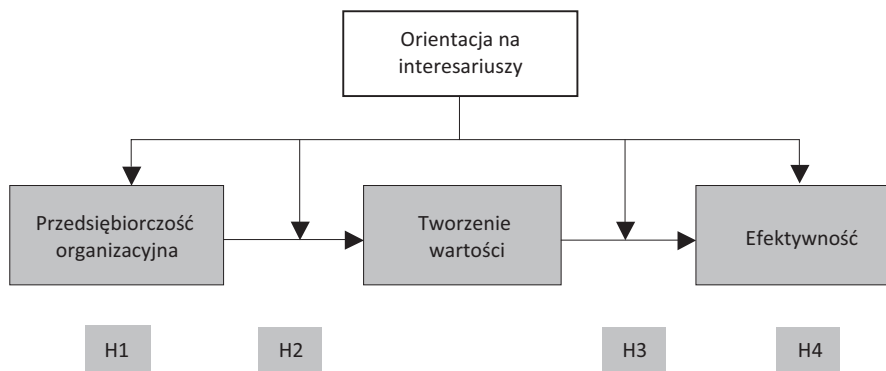 Orientacja na
interesariuszy
Przedsiębiorczość
organizacyjna
Tworzenie
wartości
Efektywność
H1
H2
H3
H4